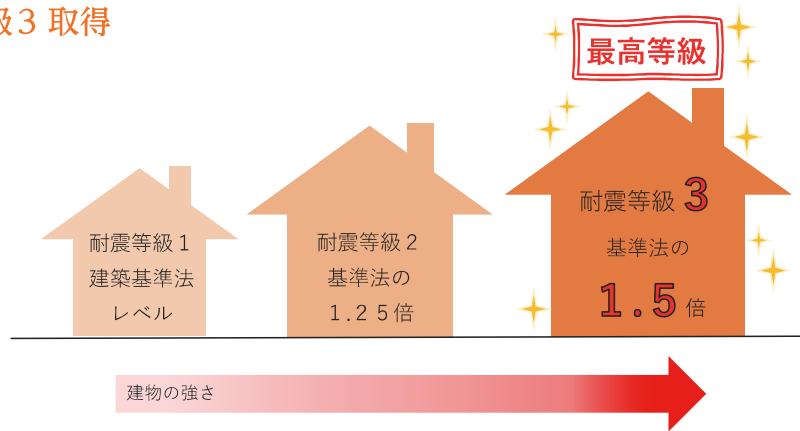 級3 取得
最高等級
耐震等級1
建築基準法
レベル
耐震等級2
基準法の
1.25倍
耐震等級3
基準法の
1.5倍
建物の強さ